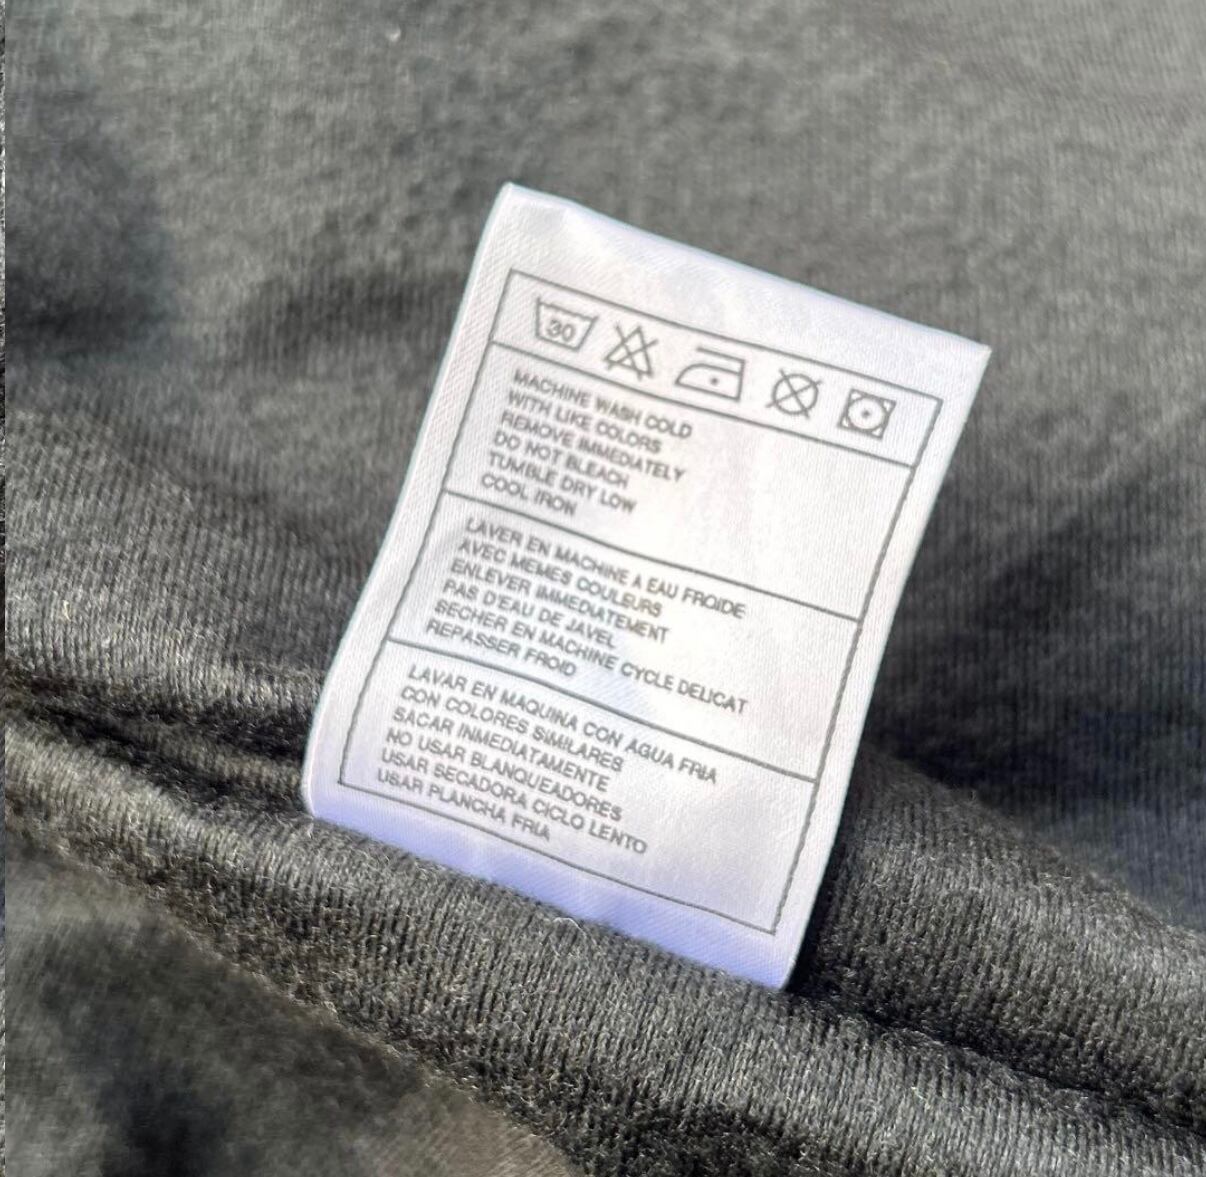 30
MACHINE WASH COLD
WITH LIKE COLORS
REMOVE IMMEDIATELY
DO NOT BLEACH
TUMBLE DRY LOW
COOL IRON
LAVER EN MACHINE A EAU FROIDE
AVEC MEMES COULEURS
ENLEVER IMMEDIATEMENT
PAS D'EAU DE JAVEL
SECHER EN MACHINE CYCLE DELICAT
REPASSER FROID
LAVAR EN MAQUINA CON AGUA FRIA
CON COLORES SIMILARES
SACAR INMEDIATAMENTE
NO USAR BLANQUEADORES
USAR SECADORA CICLO LENTO
USAR PLANCHA FRIA